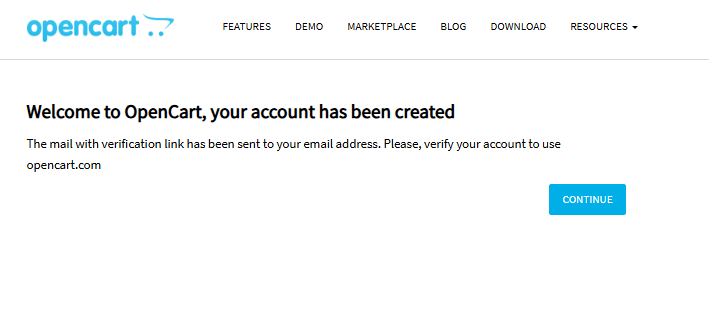 opencart
FEATURES DEMO MARKETPLACE BLOG DOWNLOAD RESOURCES
Welcome to OpenCart, your account has been created
The mail with verification link has been sent to your email address. Please, verify your account to use
opencart.com
CONTINUE